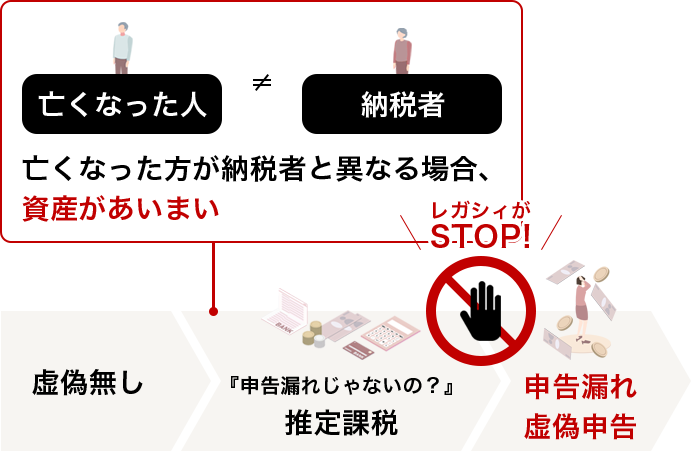 亡くなった人
≠
納税者
亡くなった方が納税者と異なる場合、
資産があいまい
レガシィが
STOP!
BANK
虚偽無し
『申告漏れじゃないの？』
推定課税
申告漏れ
虚偽申告